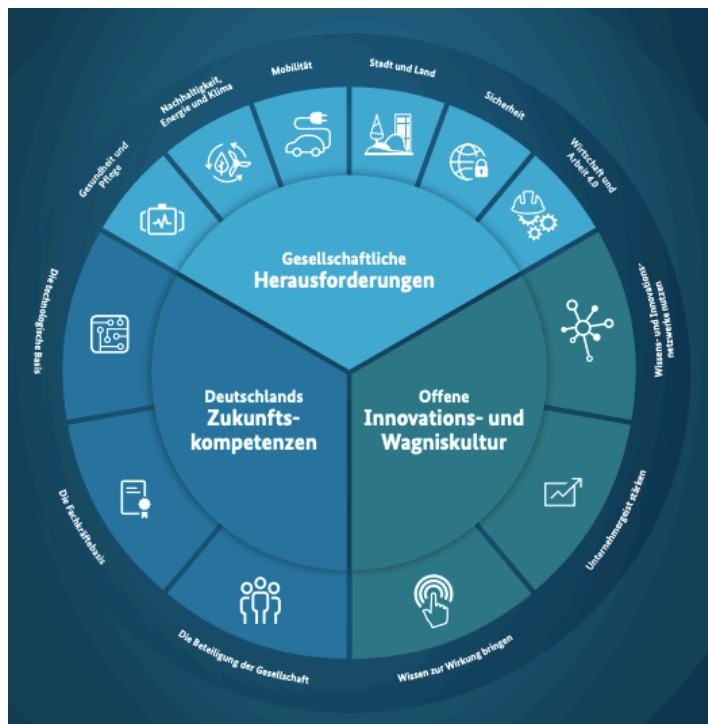 Gesundheit und
Pflege
Nachhaltigkeit,
Energie und Klima
Mobilität
Stadt und Land
Sicherheit
Wirtschaft und
Arbeit 4.0
Gesellschaftliche
Herausforderungen
Die technologische Basis
Die Fachkräftebasis
Die Beteiligung der Gesellschaft
Deutschlands
Zukunfts-
kompetenzen
Offene
Innovations- und
Wagniskultur
Wissens- und Innovations-
netzwerke nutzen
Unternehmergeist stärken
Wissen zur Wirkung bringen